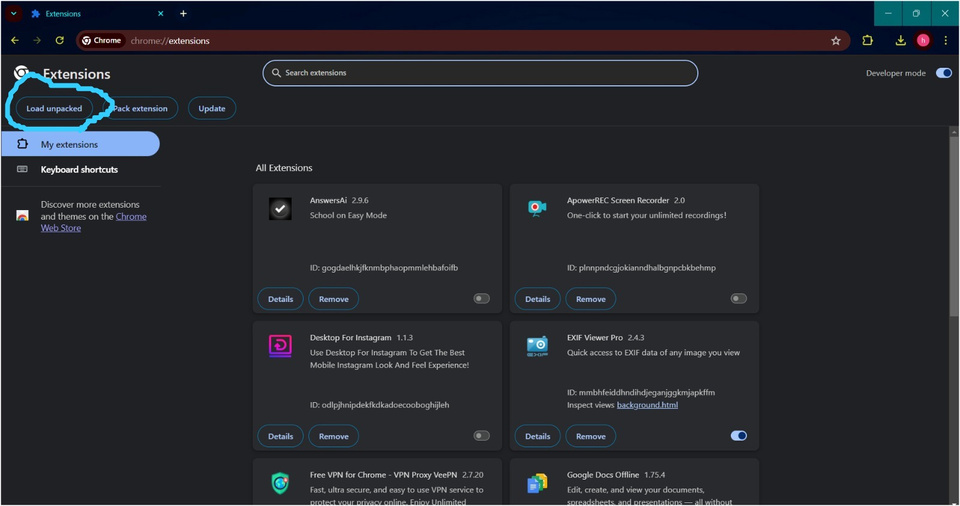 Extensions
Chrome chrome://extensions
h
Extensions
Search extensions
Developer mode
Load unpacked
Pack extension
Update
My extensions
Keyboard shortcuts
Discover more extensions
and themes on the Chrome
Web Store
All Extensions
AnswersAi 2.9.6
School on Easy Mode
ID: gogdaelhkjfknmbphaopmmlehbafoifb
Details Remove
ApowerREC Screen Recorder 2.0
One-click to start your unlimited recordings!
ID: plnnpndcgjokianndhalbgnpcbkbehmp
Details Remove
Desktop For Instagram 1.1.3
Use Desktop For Instagram To Get The Best
Mobile Instagram Look And Feel Experience!
ID: odlpjhnipdekfkdkadoecooboghijleh
Details Remove
EXIF Viewer Pro 2.4.3
Quick access to EXIF data of any image you view
EXIF
ID: mmbhfeiddhndihdjeganjggkmjapkffm
Inspect views background.html
Details Remove
Free VPN for Chrome - VPN Proxy VeePN 2.7.20
Fast, ultra secure, and easy to use VPN service to
protect your privacy online. Enjoy Unlimited
Google Docs Offline 1.75.4
Edit, create, and view your documents,
spreadsheets, and presentations — all without